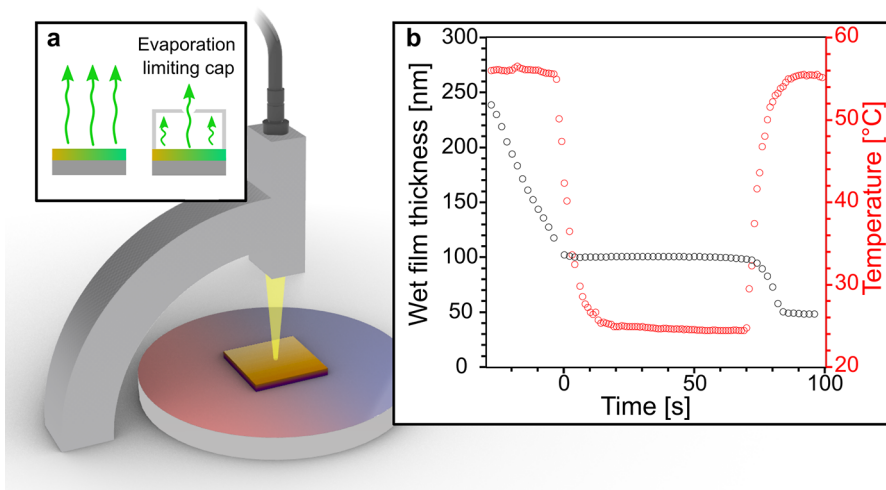 a
Evaporation
limiting cap
b
Wet film thickness [nm]
300
250
200
150
100
50
0
0
50
100
Time [s]
60
50
40
30
20
Temperature [°C]